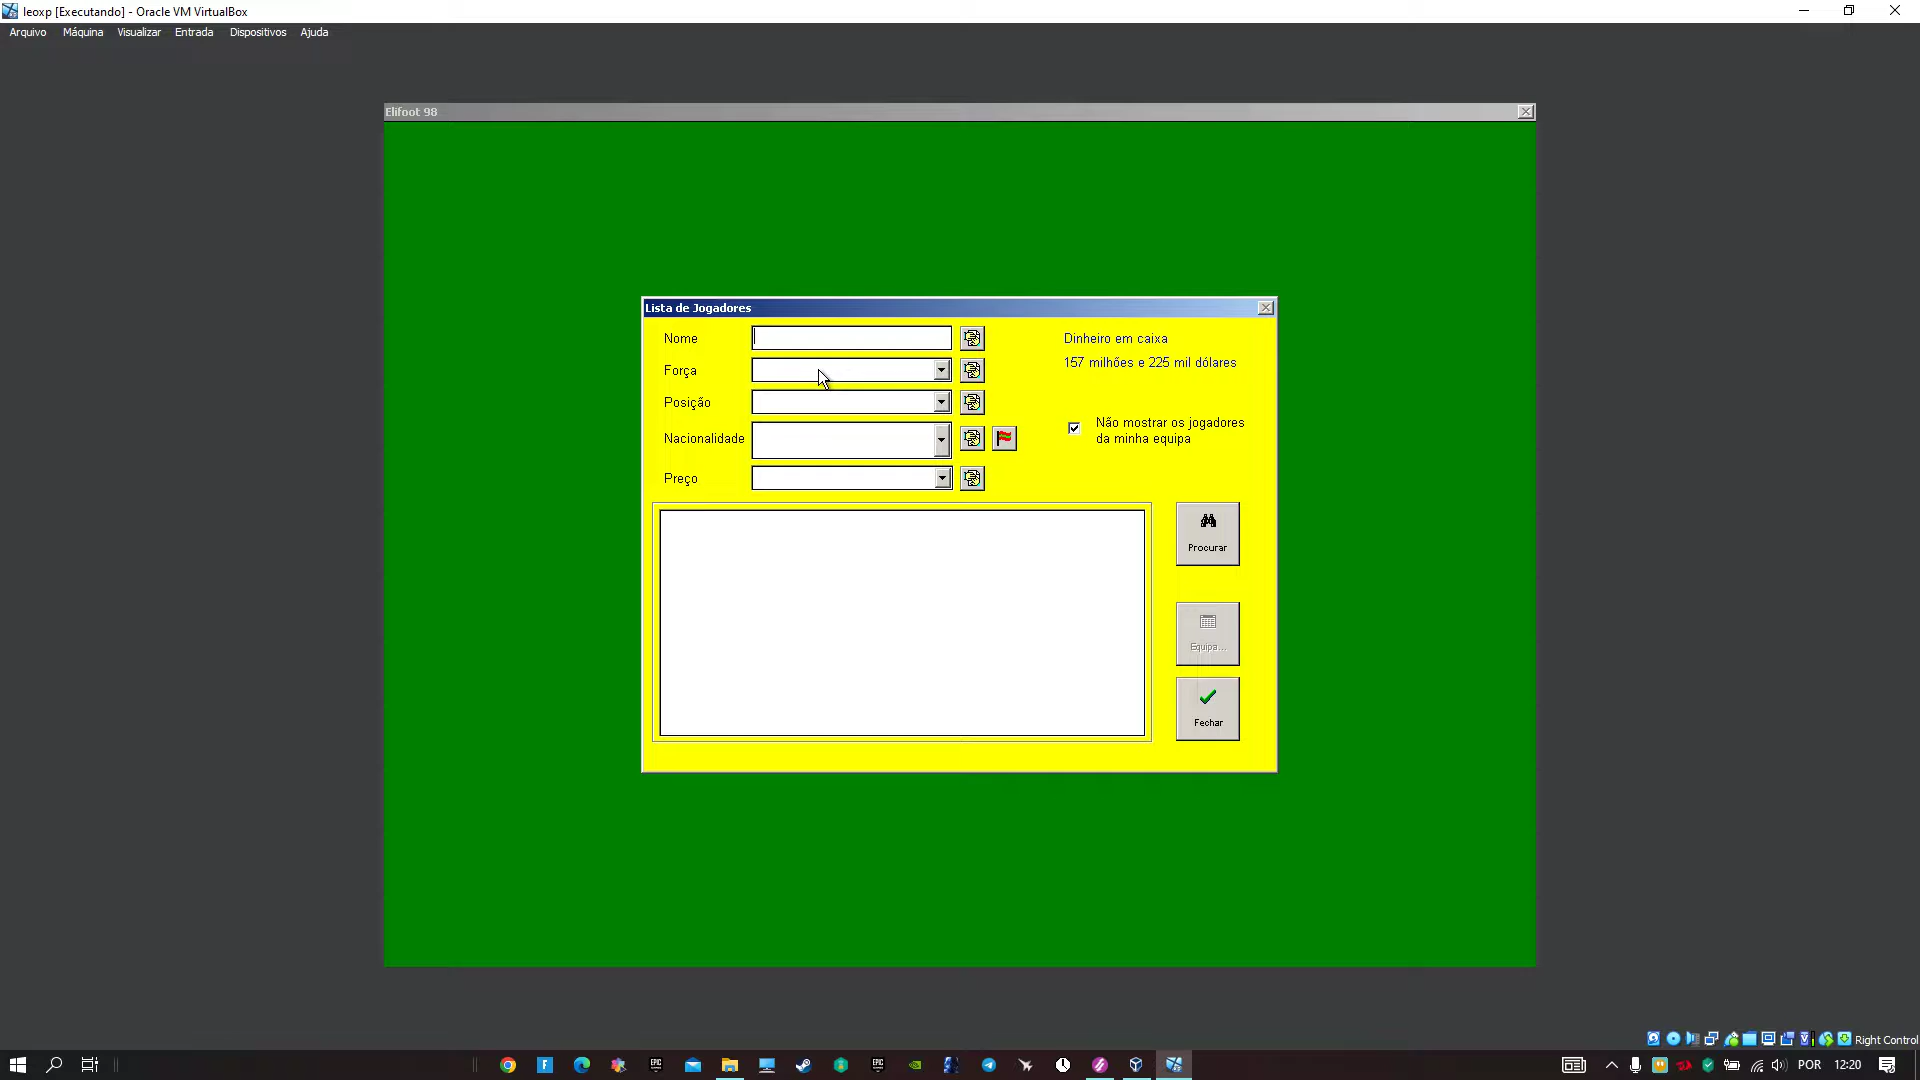 leoxp [Executando] - Oracle VM VirtualBox
Arquivo Máquina Visualizar Entrada Dispositivos Ajuda
Elifoot 98
Lista de Jogadores
Nome
Dinheiro em caixa
157 milhões e 225 mil dólares
Força
Posição
Não mostrar os jogadores
da minha equipa
Nacionalidade
Preço
Procurar
Equipa...
Fechar
Right Control
EPIC
EPIC
POR
12:20